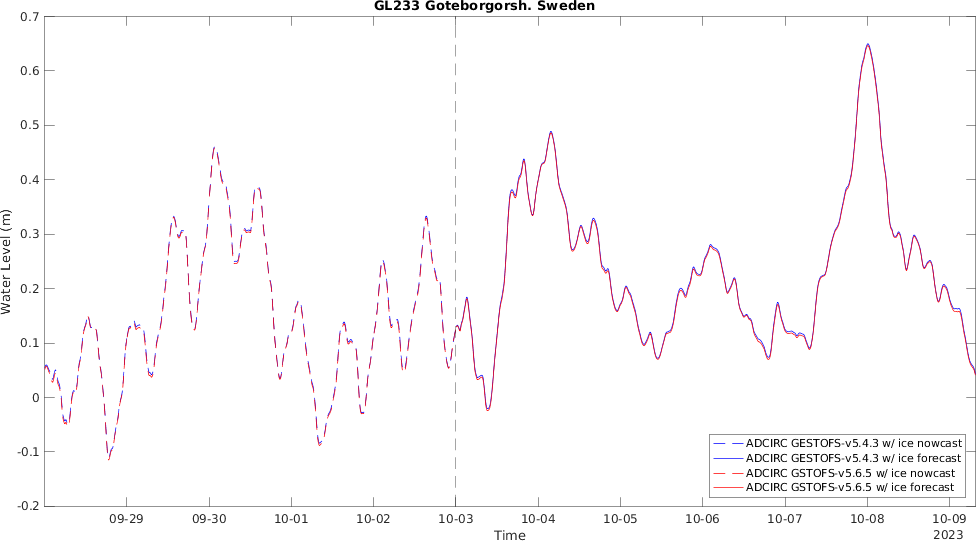 GL233 Goteborgorsh. Sweden
0.7
0.6
0.5
0.4
0.3
0.2
0.1
0
-0.1
-0.2
Water Level (m)
ADCIRC GESTOFS-v5.4.3 w/ ice nowcast
ADCIRC GESTOFS-v5.4.3 w/ ice forecast
ADCIRC GSTOFS-v5.6.5 w/ ice nowcast
ADCIRC GSTOFS-v5.6.5 w/ ice forecast
09-29 09-30 10-01 10-02 10-03 10-04 10-05 10-06 10-07 10-08 10-09
Time
2023